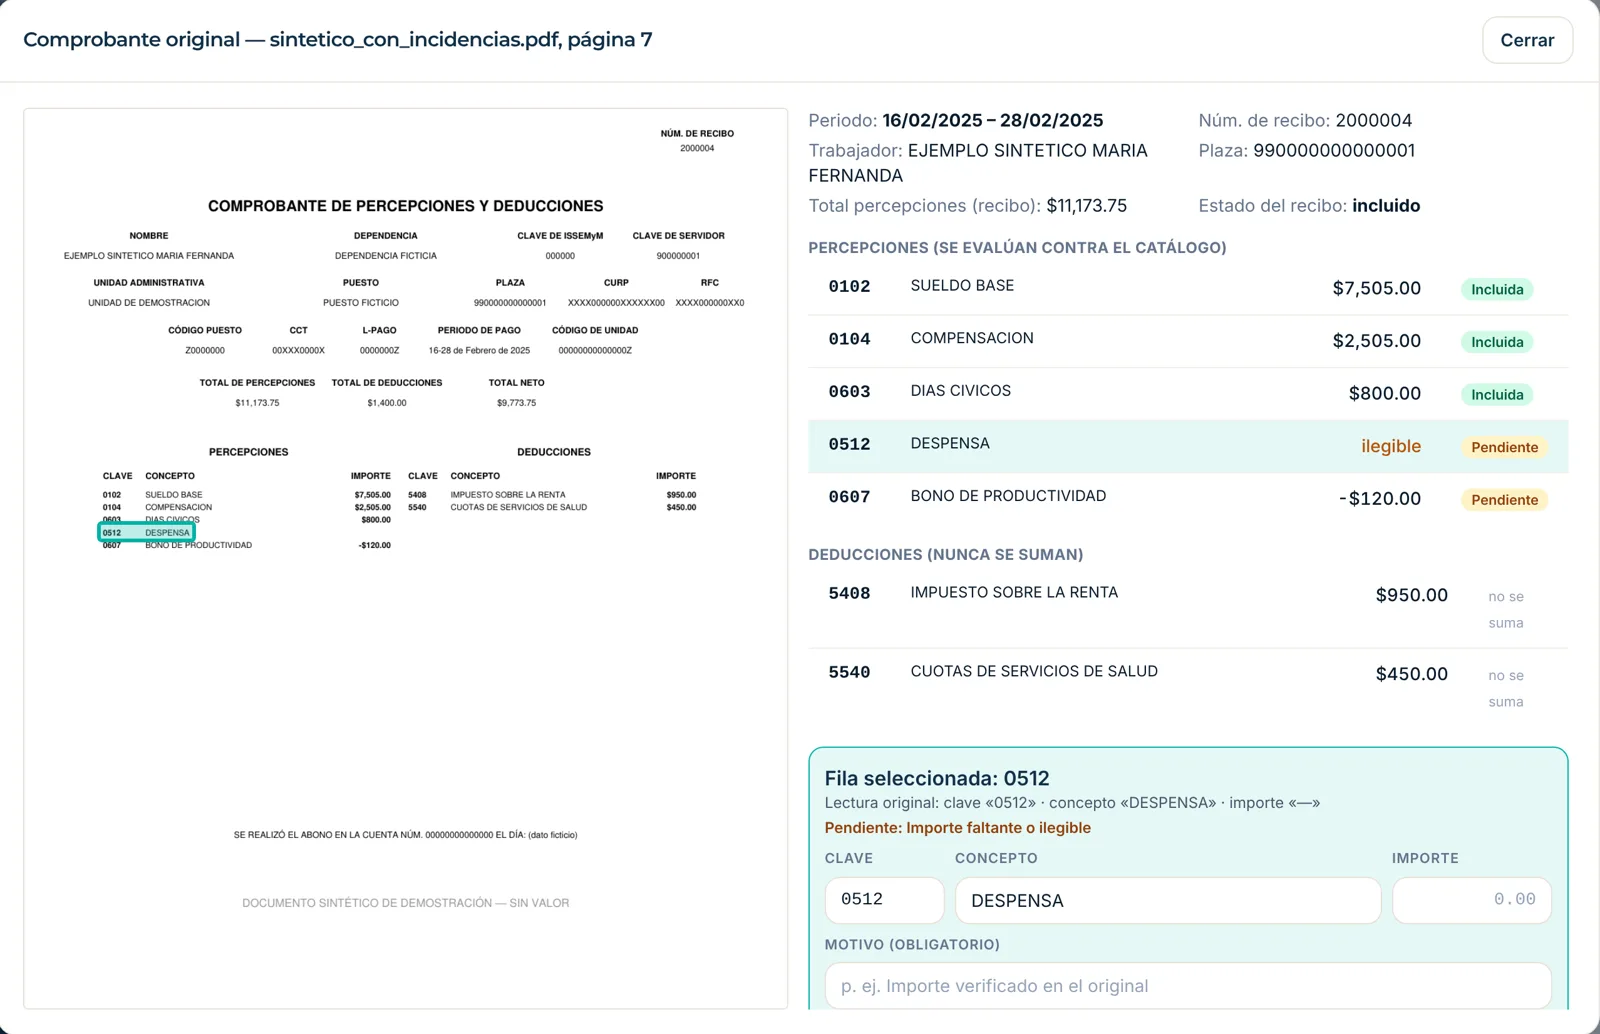 Comprobante original — sintetico_con_incidencias.pdf, página 7
Cerrar
NÚM. DE RECIBO
2000004
COMPROBANTE DE PERCEPCIONES Y DEDUCCIONES
NOMBRE DEPENDENCIA CLAVE DE ISSEMyM CLAVE DE SERVIDOR
EJEMPLO SINTETICO MARIA FERNANDA DEPENDENCIA FICTICIA 000000 900000001
UNIDAD ADMINISTRATIVA PUESTO PLAZA CURP RFC
UNIDAD DE DEMOSTRACION PUESTO FICTICIO 990000000000001 XXXX000000XXXXXX00 XXXX000000XX0
CÓDIGO PUESTO CCT L-PAGO PERIODO DE PAGO CÓDIGO DE UNIDAD
Z0000000 00XXX0000X 0000000Z 16-28 de Febrero de 2025 00000000000000Z
TOTAL DE PERCEPCIONES TOTAL DE DEDUCCIONES TOTAL NETO
$11,173.75 $1,400.00 $9,773.75
PERCEPCIONES DEDUCCIONES
CLAVE CONCEPTO IMPORTE CLAVE CONCEPTO IMPORTE
0102 SUELDO BASE $7,505.00 5408 IMPUESTO SOBRE LA RENTA $950.00
0104 COMPENSACION $2,505.00 5540 CUOTAS DE SERVICIOS DE SALUD $450.00
0603 DIAS CIVICOS $800.00
0512 DESPENSA
0607 BONO DE PRODUCTIVIDAD -$120.00
SE REALIZÓ EL ABONO EN LA CUENTA NÚM. 00000000000000 EL DÍA: (dato ficticio)
DOCUMENTO SINTÉTICO DE DEMOSTRACIÓN — SIN VALOR
Periodo: 16/02/2025 – 28/02/2025 Núm. de recibo: 2000004
Trabajador: EJEMPLO SINTETICO MARIA Plaza: 990000000000001
FERNANDA
Total percepciones (recibo): $11,173.75 Estado del recibo: incluido
PERCEPCIONES (SE EVALÚAN CONTRA EL CATÁLOGO)
0102 SUELDO BASE $7,505.00 Incluida
0104 COMPENSACION $2,505.00 Incluida
0603 DIAS CIVICOS $800.00 Incluida
0512 DESPENSA ilegible Pendiente
0607 BONO DE PRODUCTIVIDAD -$120.00 Pendiente
DEDUCCIONES (NUNCA SE SUMAN)
5408 IMPUESTO SOBRE LA RENTA $950.00 no se
suma
5540 CUOTAS DE SERVICIOS DE SALUD $450.00 no se
suma
Fila seleccionada: 0512
Lectura original: clave «0512» · concepto «DESPENSA» · importe «—»
Pendiente: Importe faltante o ilegible
CLAVE CONCEPTO IMPORTE
0512 DESPENSA 0.00
MOTIVO (OBLIGATORIO)
p. ej. Importe verificado en el original